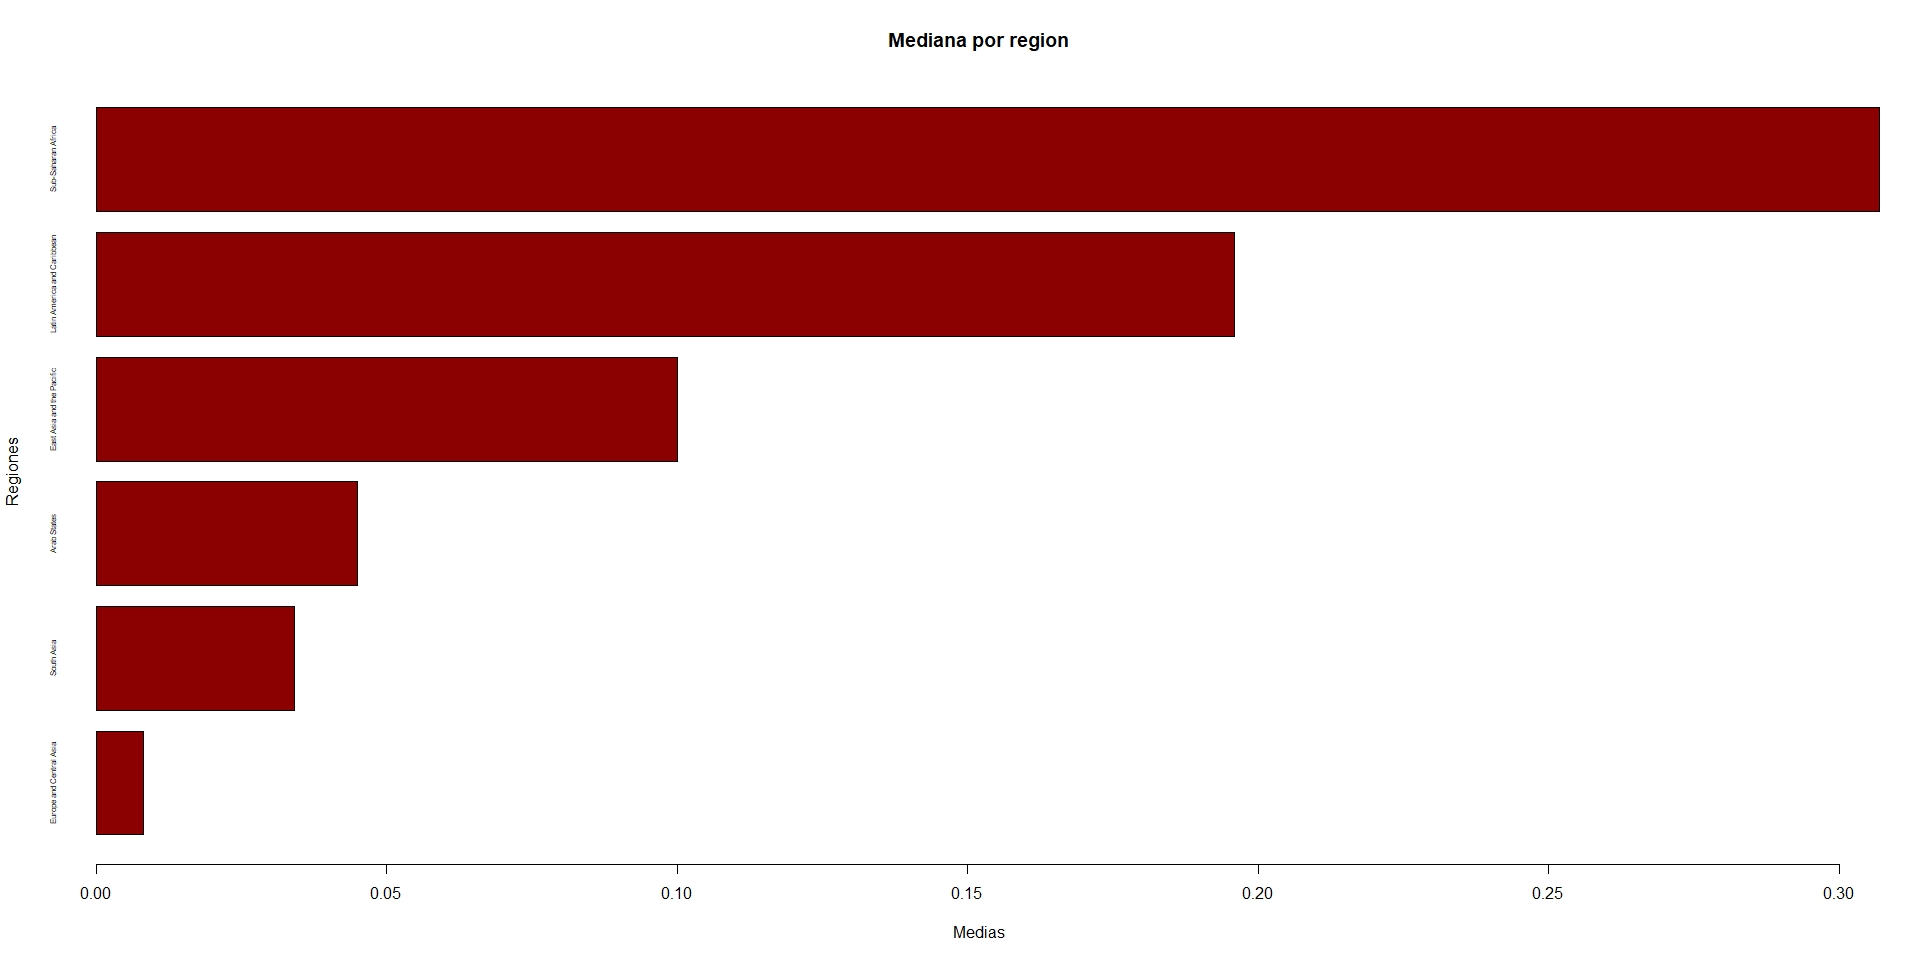 Mediana por region
Regiones
Sub-Saharan Africa
Latin America and Caribbean
East Asia and the Pacific
Arab States
South Asia
Europe and Central Asia
0.00 0.05 0.10 0.15 0.20 0.25 0.30
Medias